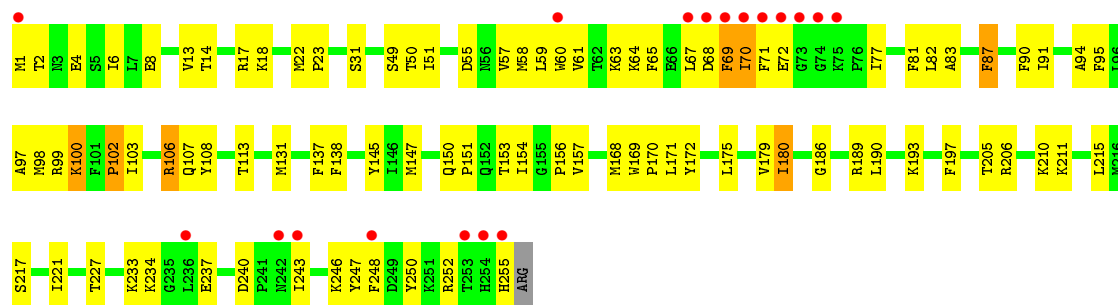 M1 T2 N3 E4 S5 I6 L7 E8 V13 T14 R17 K18 M22 P23 S31 S49 T50 I51 D55 N56 V57 M58 L59 W60 V61 T62 K63 K64 F65 E66 L67 D68 F69 I70 F71 E72 G73 G74 K75 P76 I77 F81 L82 A83 F87 F90 I91 A94 F95 L96
A97 M98 R99 K100 F101 P102 I103 R106 Q107 Y108 T113 M131 F137 F138 Y145 I146 M147 Q150 P151 Q152 T153 I154 G155 P156 V157 M168 W169 P170 L171 Y172 L175 V179 I180 G186 R189 L190 K193 F197 T205 R206 K210 K211 L215 M216
S217 I221 T227 K233 K234 G235 L236 E237 D240 P241 N242 I243 K246 Y247 F248 D249 Y250 K251 R252 T253 H254 H255 ARG